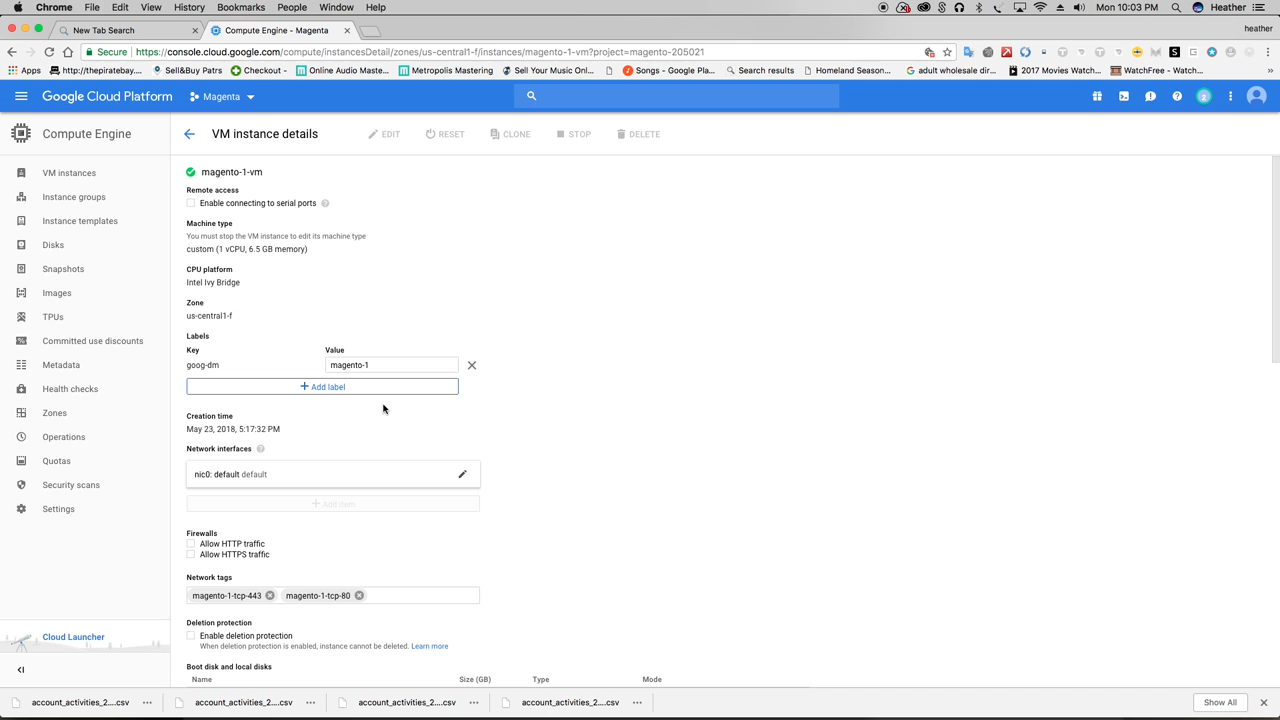 Chrome File Edit View History Bookmarks People Window Help Mon 10:03 PM Heather
New Tab Search Compute Engine - Magenta heather
Secure https://console.cloud.google.com/compute/instancesDetail/zones/us-central1-f/instances/magento-1-vm?project=magento-205021
Apps http://thepiratebay.... Sell&Buy Patrs Checkout - Online Audio Maste... Metropolis Mastering Sell Your Music Onl... Songs - Google Pla... Search results Homeland Season... adult wholesale dir... 2017 Movies Watch... WatchFree - Watc...
Google Cloud Platform Magenta 2
Compute Engine VM instance details EDIT RESET CLONE STOP DELETE
VM instances
Instance groups
Instance templates
Disks
Snapshots
Images
TPUs
Committed use discounts
Metadata
Health checks
Zones
Operations
Quotas
Security scans
Settings
Cloud Launcher
magento-1-vm
Remote access
Enable connecting to serial ports
Machine type
You must stop the VM instance to edit its machine type
custom (1 vCPU, 6.5 GB memory)
CPU platform
Intel Ivy Bridge
Zone
us-central1-f
Labels
Key Value
goog-dm magento-1
+ Add label
Creation time
May 23, 2018, 5:17:32 PM
Network interfaces
nic0: default default
+ Add item
Firewalls
Allow HTTP traffic
Allow HTTPS traffic
Network tags
magento-1-tcp-443 magento-1-tcp-80
Deletion protection
Enable deletion protection
When deletion protection is enabled, instance cannot be deleted. Learn more
Boot disk and local disks
Name Size (GB) Type Mode
account_activities_2....csv account_activities_2....csv account_activities_2....csv account_activities_2....csv Show All